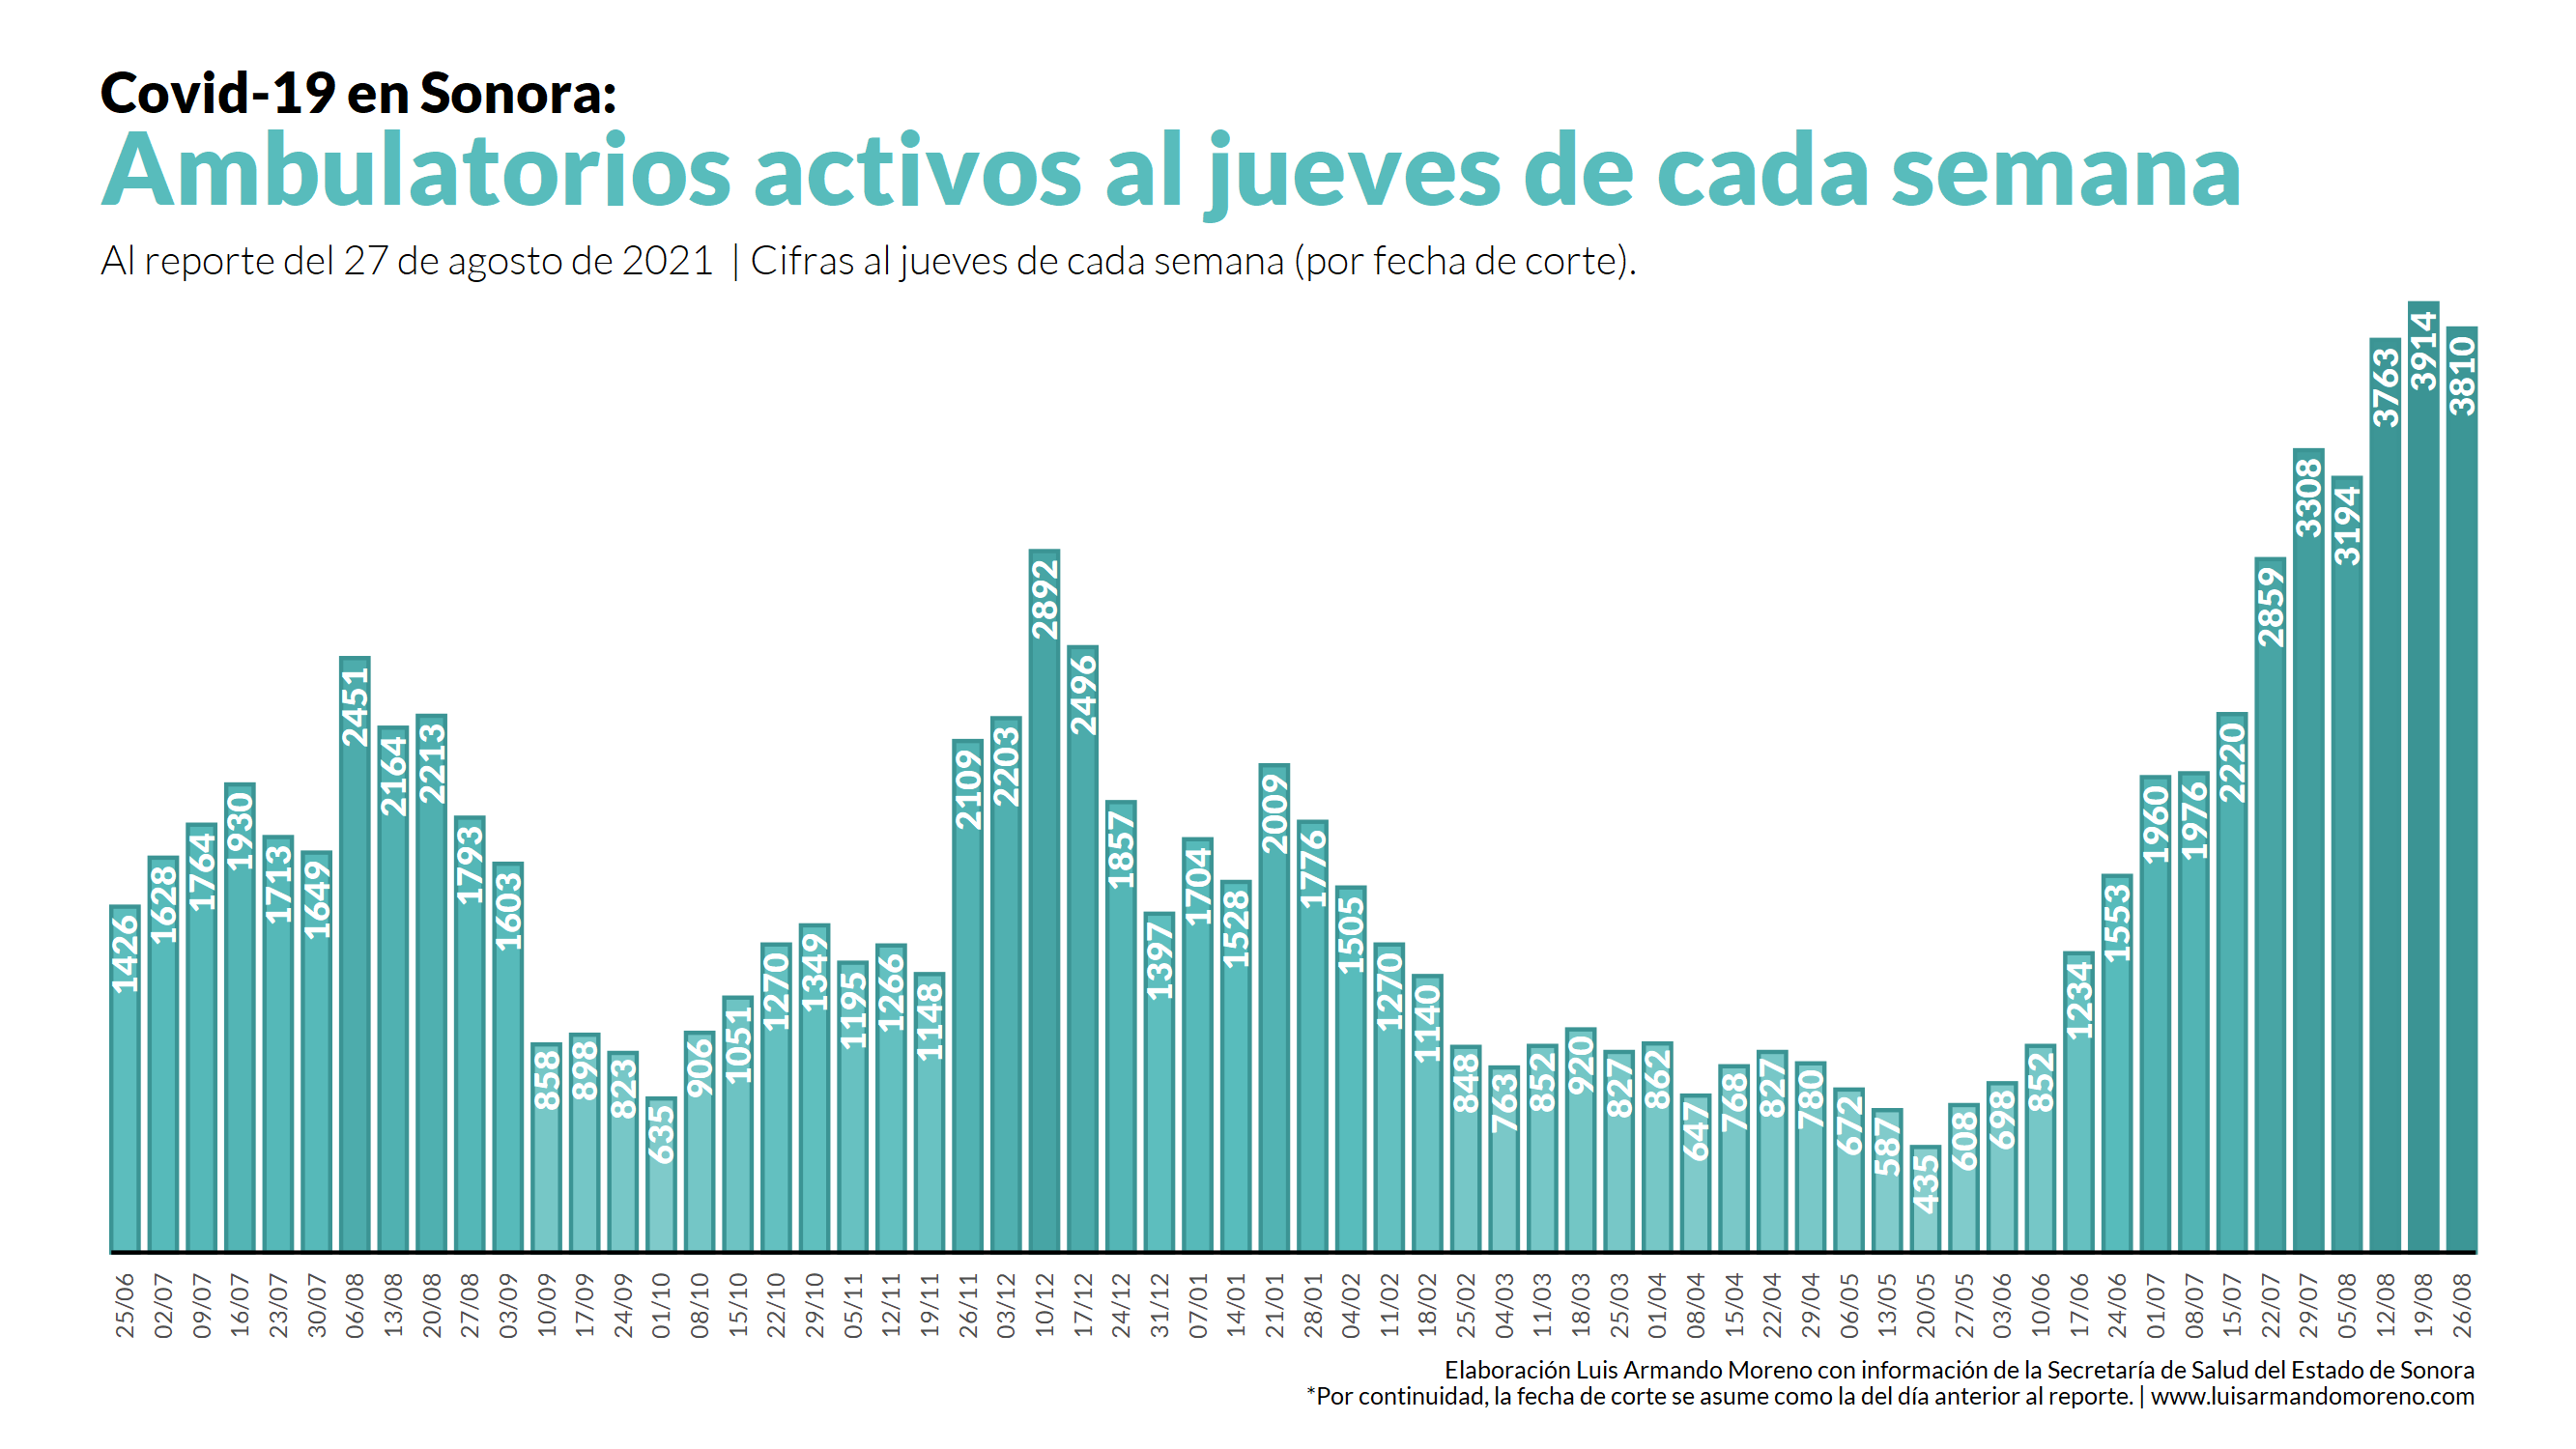 Covid-19 en Sonora:
Ambulatorios activos al jueves de cada semana
Al reporte del 27 de agosto de 2021 | Cifras al jueves de cada semana (por fecha de corte).
1426 1628 1764 1930 1713 1649 2451 2164 2213 1793 1603 858 898 823 635 906 1051 1270 1349 1195 1266 1148 2109 2203 2892 2496 1857 1397 1704 1528 2009 1776 1505 1270 1140 848 763 852 920 827 862 647 768 827 780 672 587 435 608 698 852 1234 1553 1960 1976 2220 2859 3308 3194 3763 3914 3810
25/06 02/07 09/07 16/07 23/07 30/07 06/08 13/08 20/08 27/08 03/09 10/09 17/09 24/09 01/10 08/10 15/10 22/10 29/10 05/11 12/11 19/11 26/11 03/12 10/12 17/12 24/12 31/12 07/01 14/01 21/01 28/01 04/02 11/02 18/02 25/02 04/03 11/03 18/03 25/03 01/04 08/04 15/04 22/04 29/04 06/05 13/05 20/05 27/05 03/06 10/06 17/06 24/06 01/07 08/07 15/07 22/07 29/07 05/08 12/08 19/08 26/08
Elaboración Luis Armando Moreno con información de la Secretaría de Salud del Estado de Sonora
*Por continuidad, la fecha de corte se asume como la del día anterior al reporte. | www.luisarmandomoreno.com